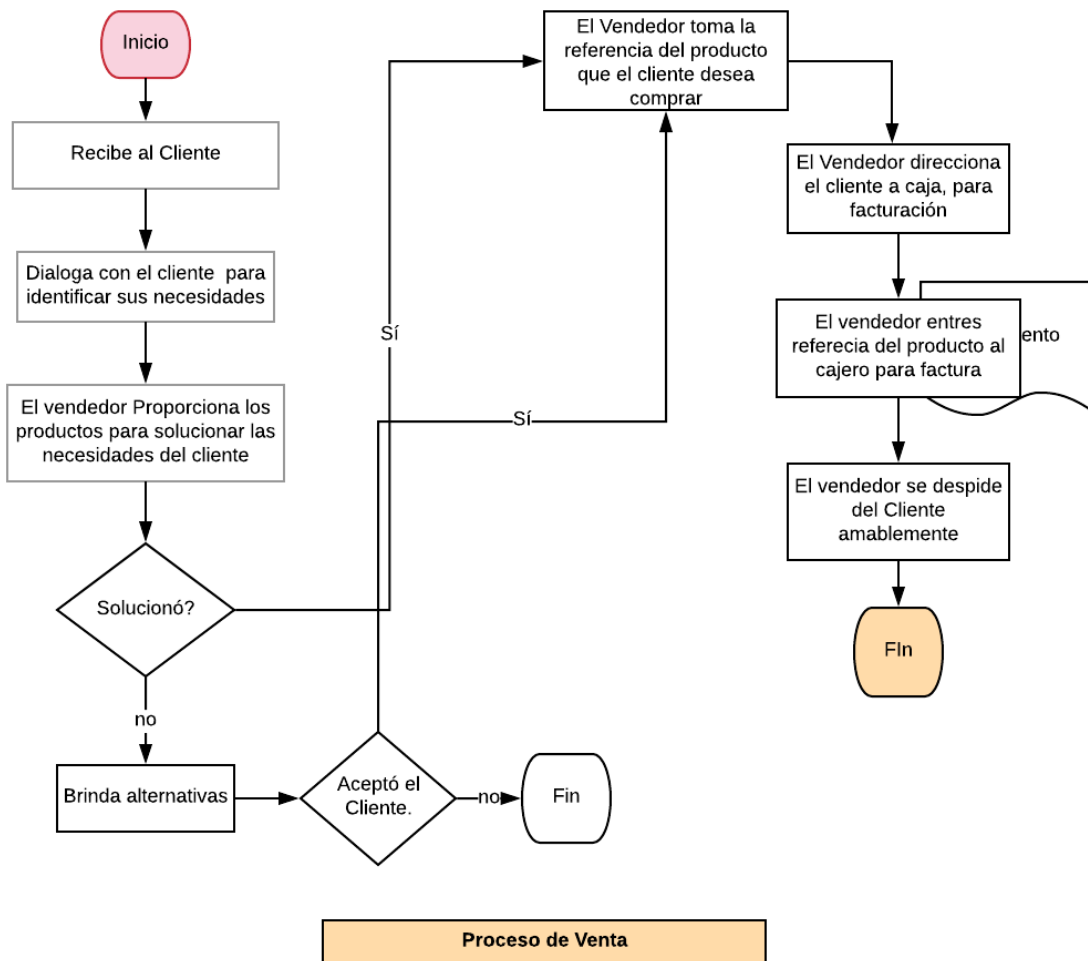 Inicio
Recibe al Cliente
Dialoga con el cliente para
identificar sus necesidades
El vendedor Proporciona los
productos para solucionar las
necesidades del cliente
Solucionó?
no
Brinda alternativas
Aceptó el
Cliente.
no
Fin
Sí
Sí
El Vendedor toma la
referencia del producto
que el cliente desea
comprar
El Vendedor direcciona
el cliente a caja, para
facturación
El vendedor entres
referecia del producto al
cajero para factura
ento
El vendedor se despide
del Cliente
amablemente
FIn
Proceso de Venta